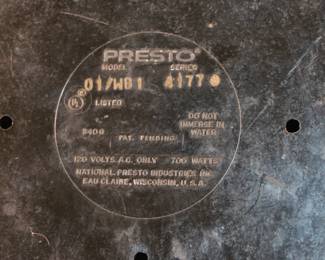 PRESTO®
MODEL SERIES
01/WB1 4177
UL® LISTED
DO NOT
IMMERSE IN
WATER
PAT. PENDING
120 VOLTS A.C. ONLY 700 WATTS
NATIONAL PRESTO INDUSTRIES INC.
EAU CLAIRE, WISCONSIN, U.S.A.